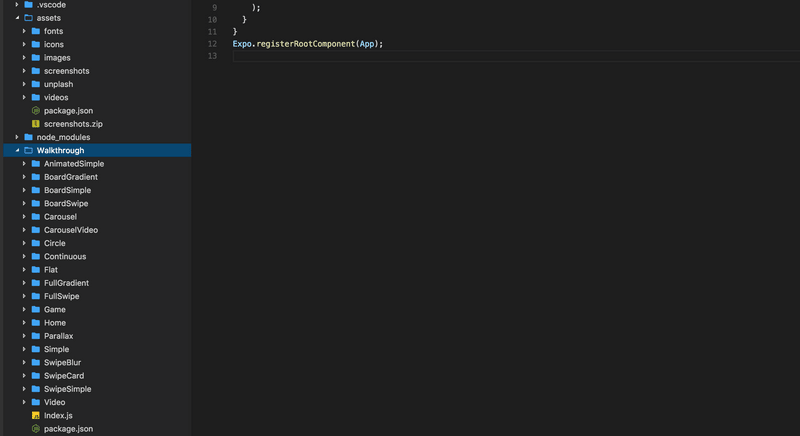 .vscode
assets
fonts
icons
images
screenshots
unplash
videos
package.json
screenshots.zip
node_modules
Walkthrough
AnimatedSimple
BoardGradient
BoardSimple
BoardSwipe
Carousel
CarouselVideo
Circle
Continuous
Flat
FullGradient
FullSwipe
Game
Home
Parallax
Simple
SwipeBlur
SwipeCard
SwipeSimple
Video
Index.js
package.json
9 );
10 }
11 }
12 Expo.registerRootComponent(App);
13